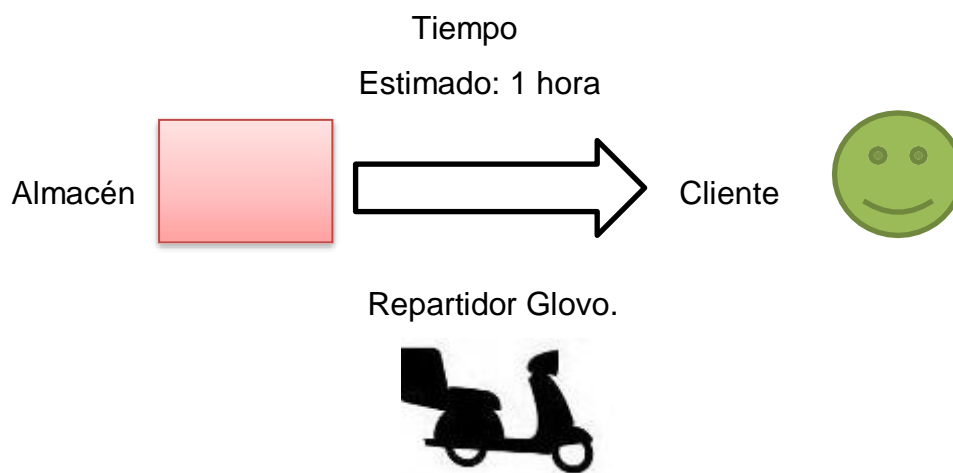 Tiempo
Estimado: 1 hora
Almacén
Cliente
Repartidor Glovo.